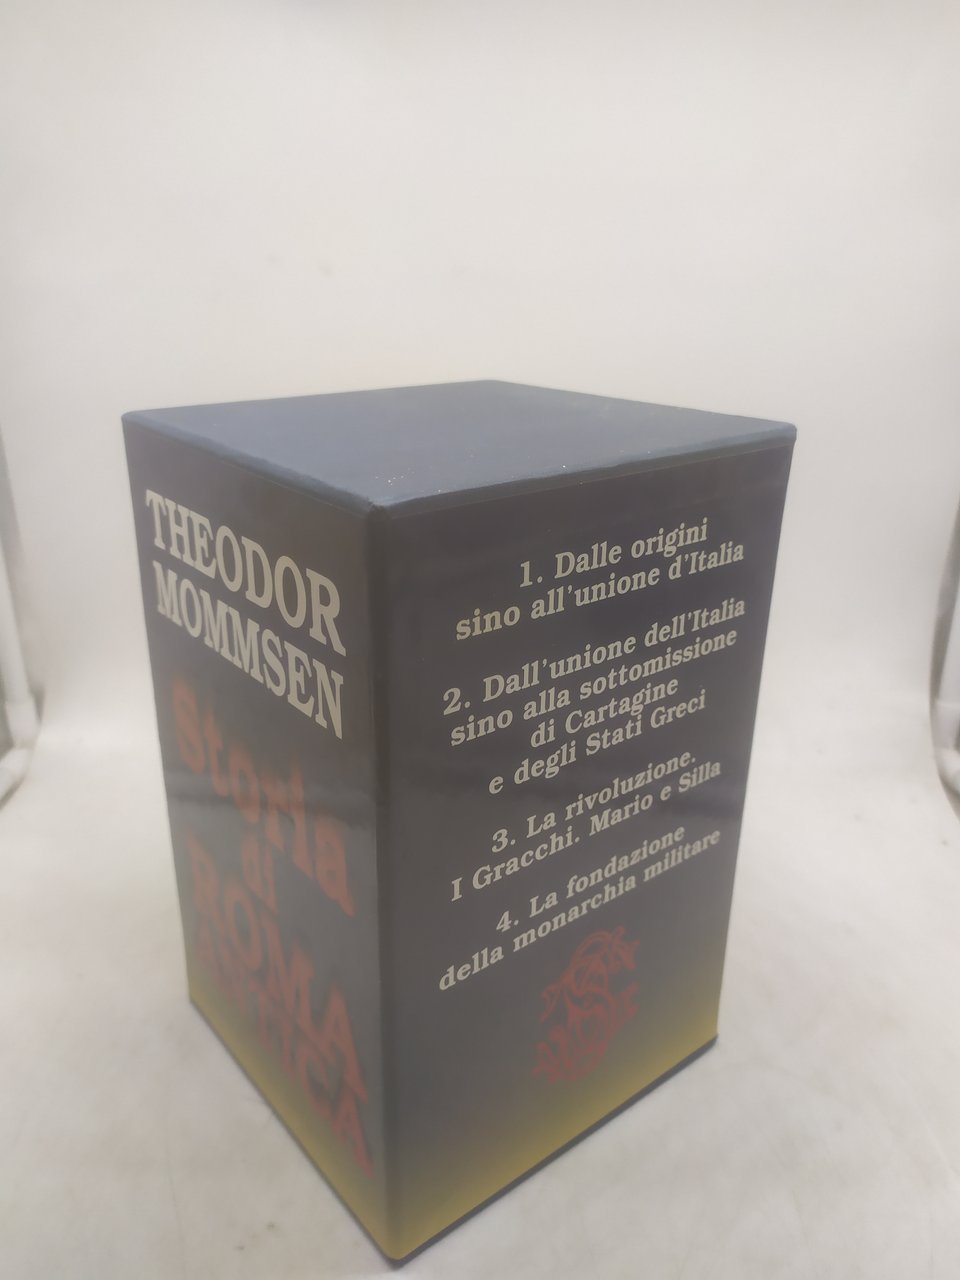 THEODOR
MOMMSEN
Storia
di
ROMA
ANTICA
1. Dalle origini
sino all'unione d'Italia
2. Dall'unione dell'Italia
sino alla sottomissione
di Cartagine
e degli Stati Greci
3. La rivoluzione.
I Gracchi. Mario e Silla
4. La fondazione
della monarchia militare